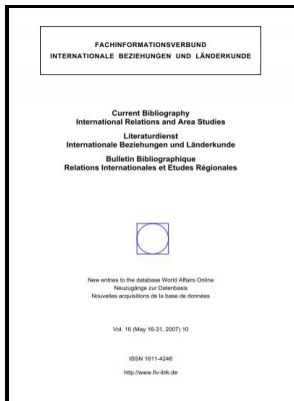 FACHINFORMATIONSVERBUND
INTERNATIONALE BEZIEHUNGEN UND LÄNDERKUNDE
Current Bibliography
International Relations and Area Studies
Literaturdienst
Internationale Beziehungen und Länderkunde
Bulletin Bibliographique
Relations Internationales et Etudes Régionales
New entries to the database World Affairs Online
Neuzugänge zur Datenbasis
Nouvelles acquisitions de la base de données
Vol. 16 (May 16-31, 2007) 10
ISSN 1611-4248
http://www.fiv-iblk.de